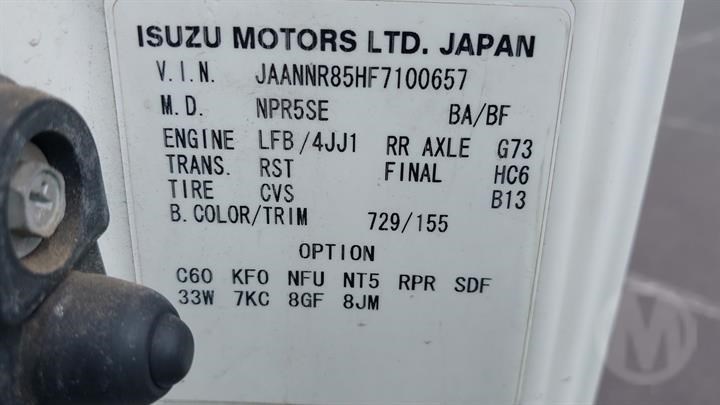 ISUZU MOTORS LTD. JAPAN
V.I.N. JAANNR85HF7100657
M.D. NPR5SE BA/BF
ENGINE LFB/4JJ1 RR AXLE G73
TRANS. RST FINAL HC6
TIRE CVS B13
B.COLOR/TRIM 729/155
OPTION
C60 KF0 NFU NT5 RPR SDF
33W 7KC 8GF 8JM
M